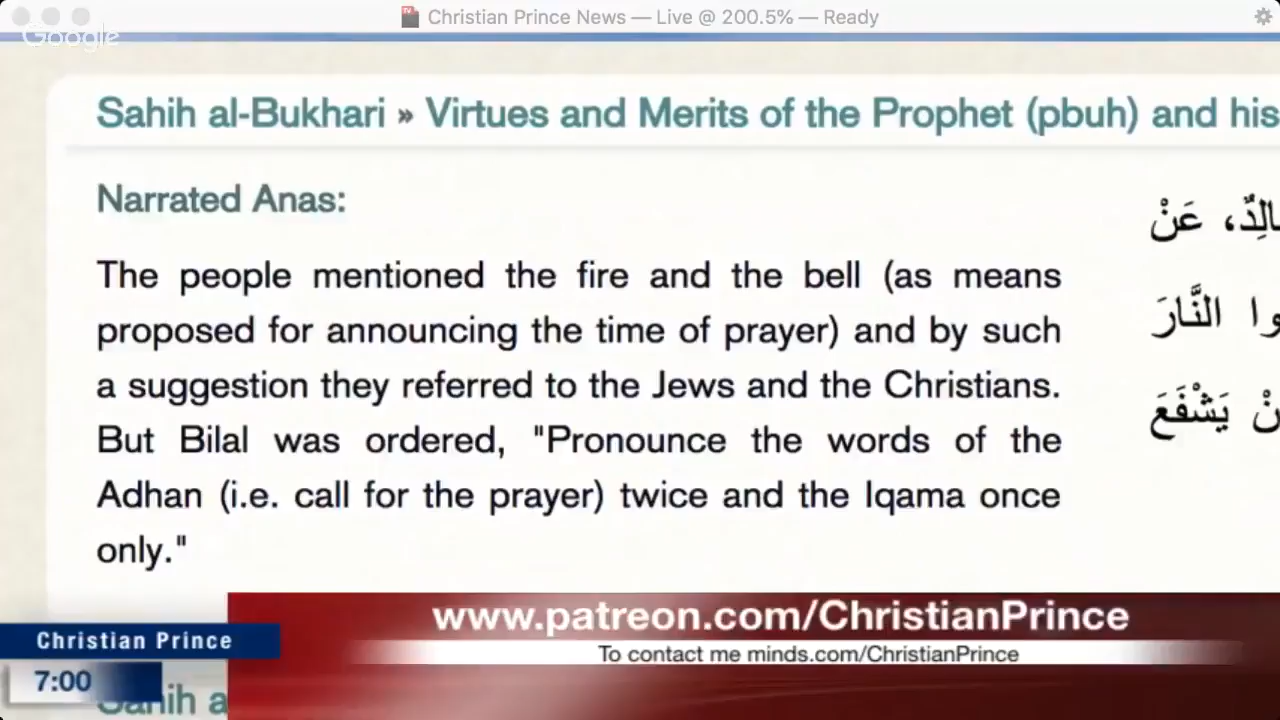 Christian Prince News — Live @ 200.5% — Ready
Google
Sahih al-Bukhari » Virtues and Merits of the Prophet (pbuh) and his
Narrated Anas:
The people mentioned the fire and the bell (as means
proposed for announcing the time of prayer) and by such
a suggestion they referred to the Jews and the Christians.
But Bilal was ordered, "Pronounce the words of the
Adhan (i.e. call for the prayer) twice and the Iqama once
only."
عَنْ
النَّارَ
يَشْفَعَ
www.patreon.com/ChristianPrince
To contact me minds.com/ChristianPrince
Christian Prince
7:00
Sahih a